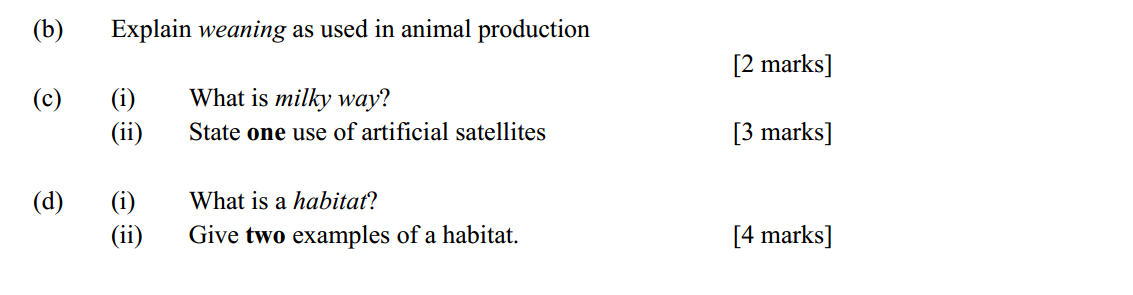 (b) Explain weaning as used in animal production
[2 marks]
(c) (i) What is milky way?
(ii) State one use of artificial satellites [3 marks]
(d) (i) What is a habitat?
(ii) Give two examples of a habitat. [4 marks]